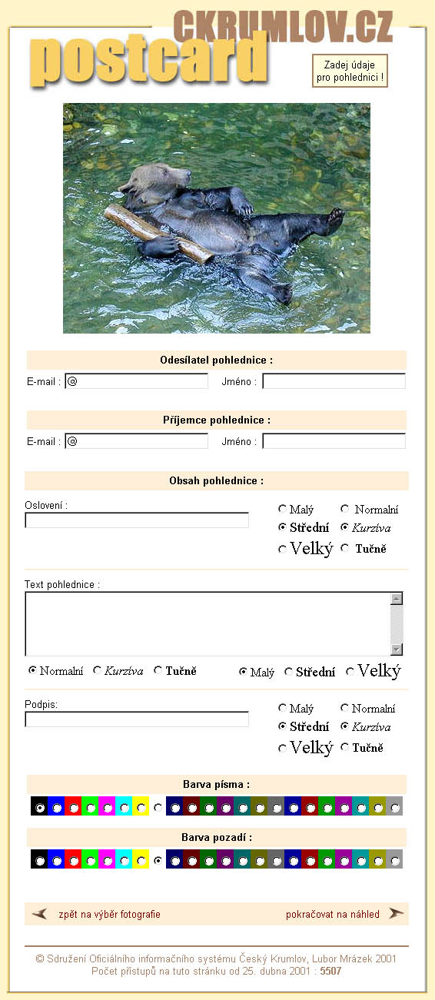 CKRUMLOV.CZ
postcard
Zadej údaje
pro pohlednici !
Odesílatel pohlednice :
E-mail : @ Jméno :
Příjemce pohlednice :
E-mail : @ Jméno :
Obsah pohlednice :
Oslovení :
Malý Normalní
Střední Kurzíva
Velký Tučně
Text pohlednice :
Normalní Kurzíva Tučně Malý Střední Velký
Podpis:
Malý Normalní
Střední Kurzíva
Velký Tučně
Barva písma :
Barva pozadí :
zpět na výběr fotografie pokračovat na náhled
© Sdružení Oficiálního informačního systému Český Krumlov, Lubor Mrázek 2001
Počet přístupů na tuto stránku od 25. dubna 2001 : 5507